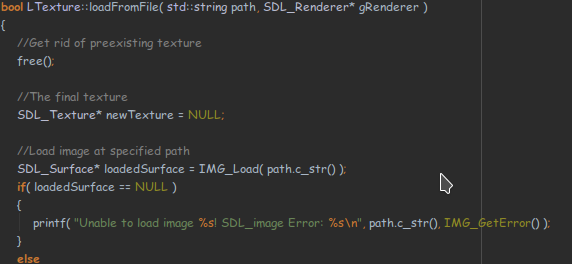 bool LTexture::loadFromFile( std::string path, SDL_Renderer* gRenderer )
{
//Get rid of preexisting texture
free();
//The final texture
SDL_Texture* newTexture = NULL;
//Load image at specified path
SDL_Surface* loadedSurface = IMG_Load( path.c_str() );
if( loadedSurface == NULL )
{
printf( "Unable to load image %s! SDL_image Error: %s\n", path.c_str(), IMG_GetError() );
}
else